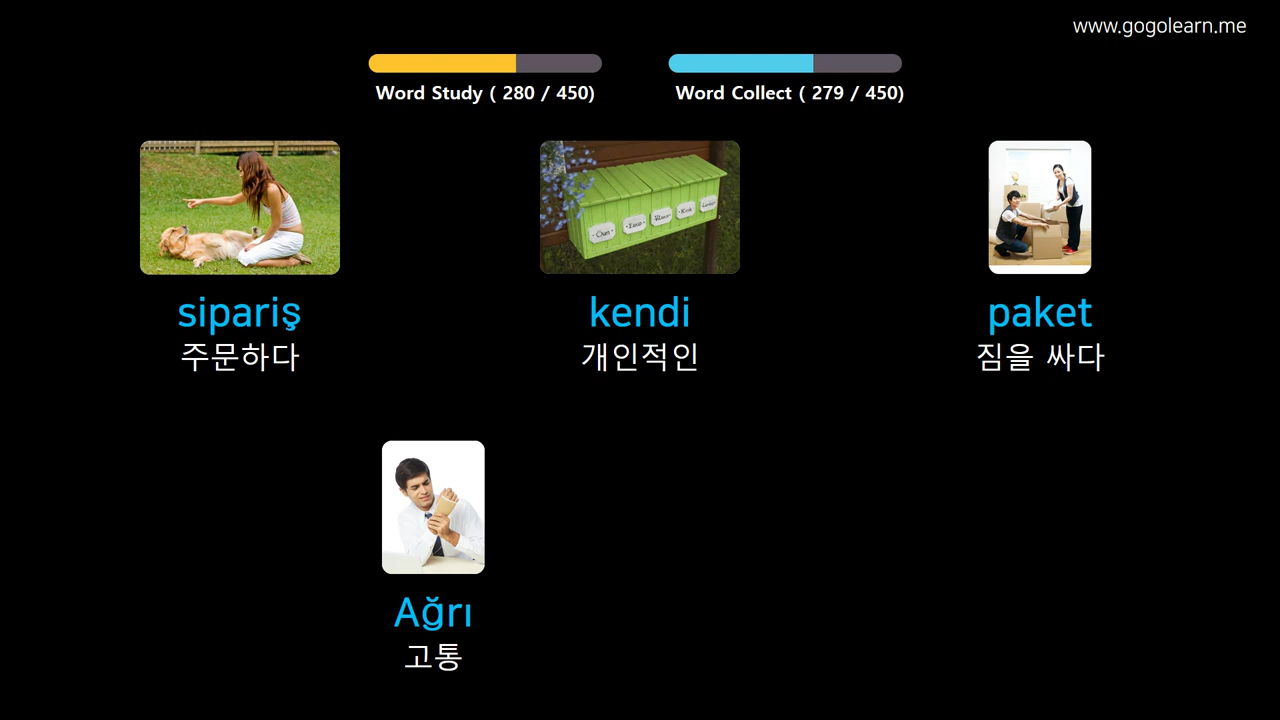 www.gogolearn.me
Word Study ( 280 / 450)
Word Collect ( 279 / 450)
sipariş
주문하다
kendi
개인적인
paket
짐을 싸다
Ağrı
고통